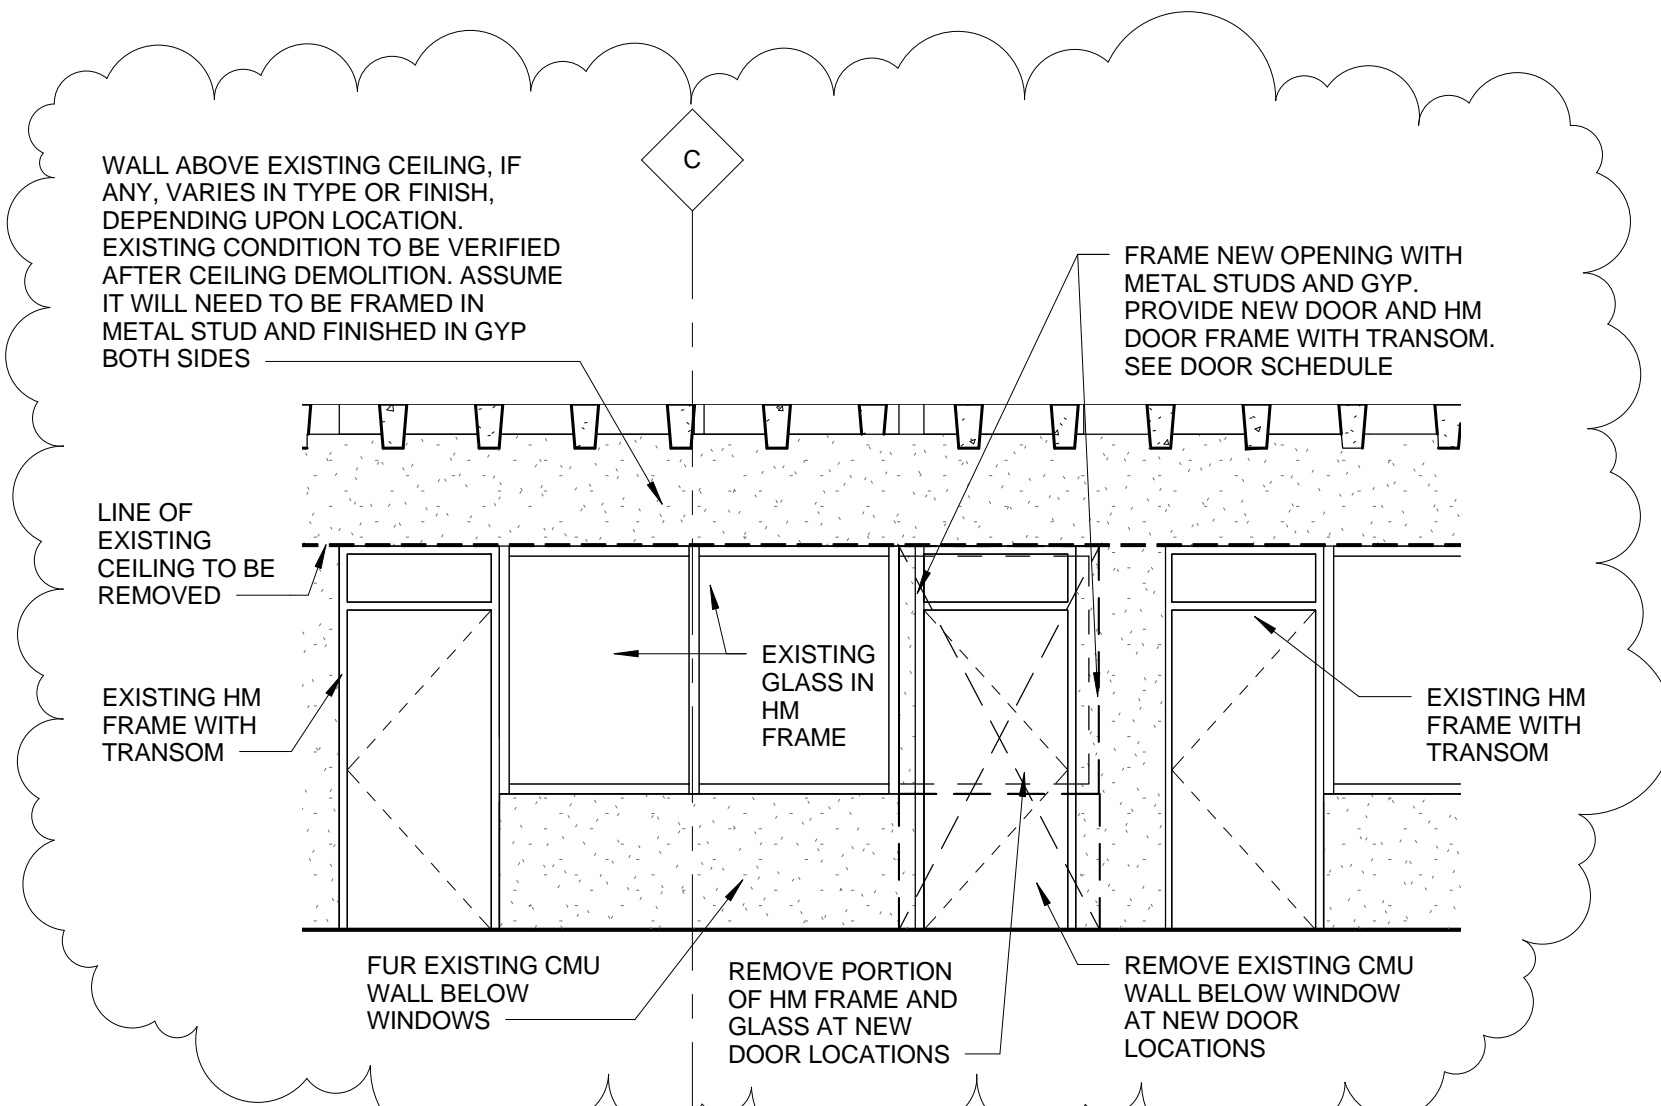 WALL ABOVE EXISTING CEILING, IF
ANY, VARIES IN TYPE OR FINISH,
DEPENDING UPON LOCATION.
EXISTING CONDITION TO BE VERIFIED
AFTER CEILING DEMOLITION. ASSUME
IT WILL NEED TO BE FRAMED IN
METAL STUD AND FINISHED IN GYP
BOTH SIDES
C
FRAME NEW OPENING WITH
METAL STUDS AND GYP.
PROVIDE NEW DOOR AND HM
DOOR FRAME WITH TRANSOM.
SEE DOOR SCHEDULE
LINE OF
EXISTING
CEILING TO BE
REMOVED
EXISTING HM
FRAME WITH
TRANSOM
EXISTING
GLASS IN
HM
FRAME
EXISTING HM
FRAME WITH
TRANSOM
FUR EXISTING CMU
WALL BELOW
WINDOWS
REMOVE PORTION
OF HM FRAME AND
GLASS AT NEW
DOOR LOCATIONS
REMOVE EXISTING CMU
WALL BELOW WINDOW
AT NEW DOOR
LOCATIONS